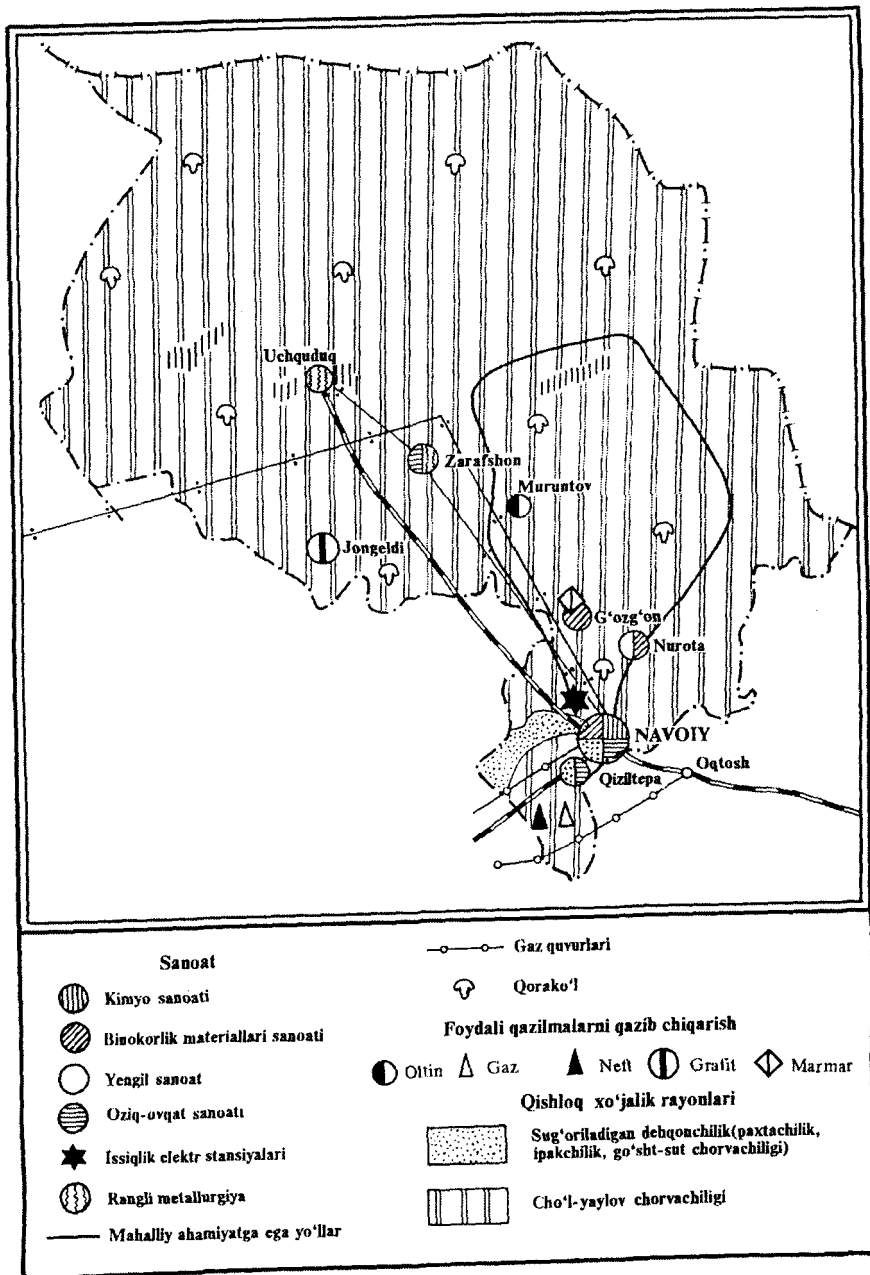 Uchquduq
Zarafshon
Muruntov
Jongeldi
G‘ozg‘on
Nurota
NAVOIY
Oqtosh
Qiziltepa
Sanoat
Kimyo sanoati
Binokorlik materiallari sanoati
Yengil sanoat
Oziq-ovqat sanoati
Issiqlik elektr stansiyalari
Rangli metallurgiya
Mahalliy ahamiyatga ega yo‘llar
Gaz quvurlari
Qorako‘l
Foydali qazilmalarni qazib chiqarish
Oltin Gaz Neft Grafit Marmar
Qishloq xo‘jalik rayonlari
Sug‘oriladigan dehqonchilik(paxtachilik,
ipakchilik, go‘sht-sut chorvachiligi)
Cho‘l-yaylov chorvachiligi